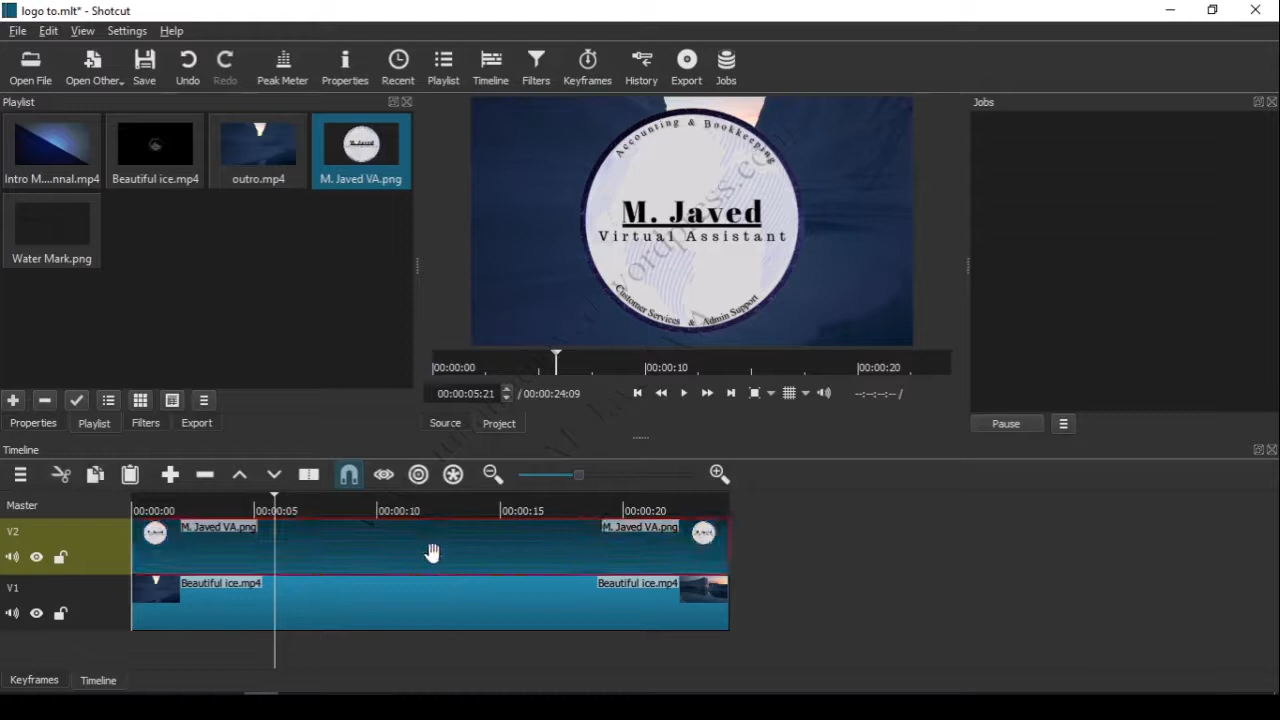 logo to.mlt* - Shotcut
File Edit View Settings Help
Open File Open Other Save Undo Redo Peak Meter Properties Recent Playlist Timeline Filters Keyframes History Export Jobs
Playlist
Jobs
Intro M....nnal.mp4 Beautiful ice.mp4 outro.mp4 M. Javed VA.png
Water Mark.png
Accounting & Bookkeeping
M. Javed
Virtual Assistant
Customer Services & Admin Support
00:00:00 00:00:10 00:00:20
00:00:05:21 / 00:00:24:09 --:--:--:-- /
Properties Playlist Filters Export
Source Project
Pause
Timeline
Master
00:00:00 00:00:05 00:00:10 00:00:15 00:00:20
V2
M. Javed VA.png M. Javed VA.png
V1
Beautiful ice.mp4 Beautiful ice.mp4
Keyframes Timeline